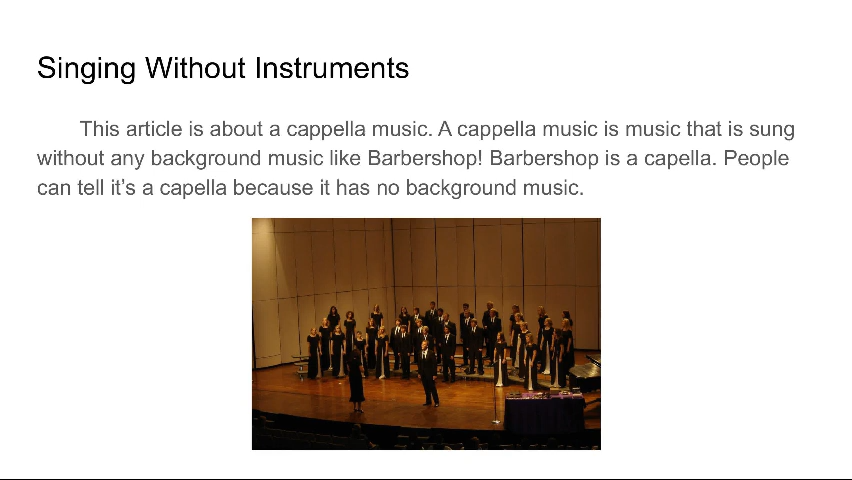 Singing Without Instruments
This article is about a cappella music. A cappella music is music that is sung
without any background music like Barbershop! Barbershop is a capella. People
can tell it’s a capella because it has no background music.